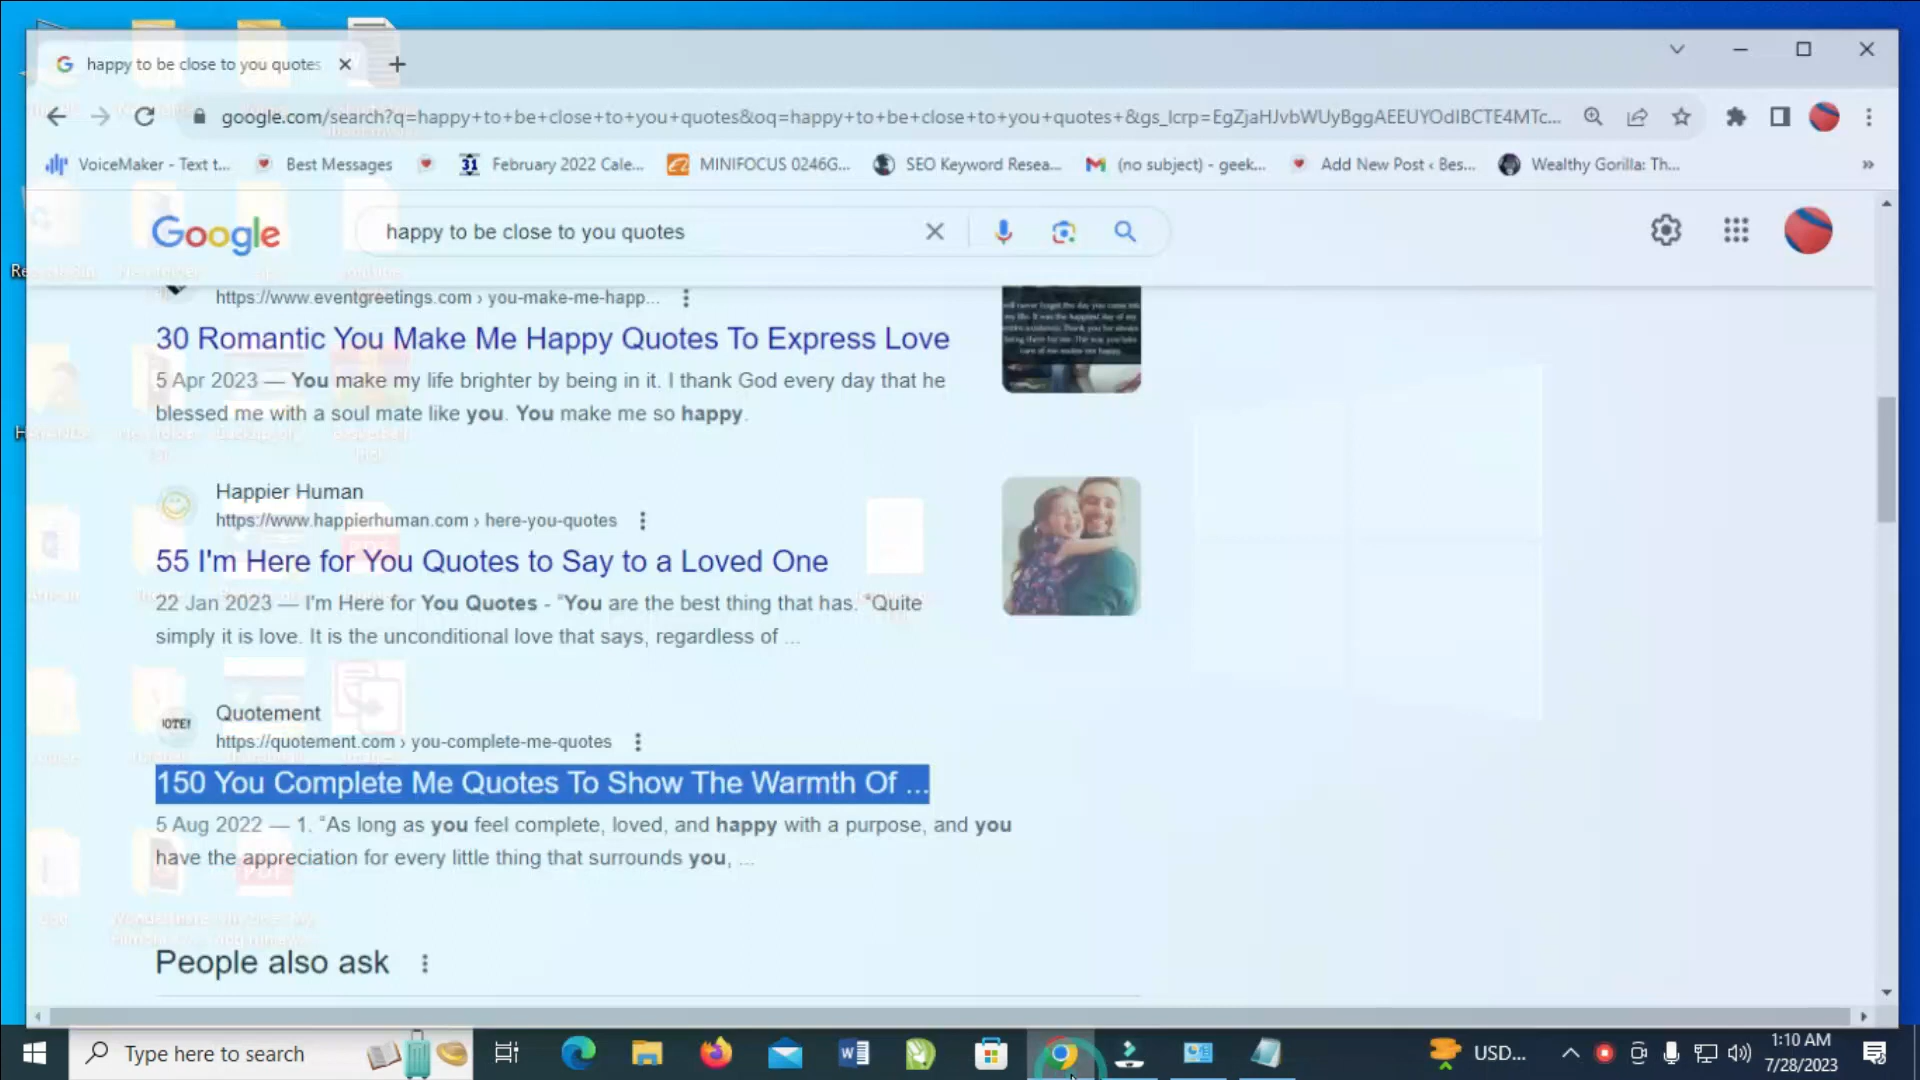 happy to be close to you quotes
google.com/search?q=happy+to+be+close+to+you+quotes&oq=happy+to+be+close+to+you+quotes+&gs_lcrp=EgZjaHJvbWUyBggAEEUYOdIBCTE4MTc...
VoiceMaker - Text t...
Best Messages
31
February 2022 Cale...
MINIFOCUS 0246G...
SEO Keyword Resea...
(no subject) - geek...
Add New Post ‹ Bes...
Wealthy Gorilla: Th...
»
Google
happy to be close to you quotes
https://www.eventgreetings.com › you-make-me-happ...
30 Romantic You Make Me Happy Quotes To Express Love
5 Apr 2023 — You make my life brighter by being in it. I thank God every day that he
blessed me with a soul mate like you. You make me so happy.
Happier Human
https://www.happierhuman.com › here-you-quotes
55 I'm Here for You Quotes to Say to a Loved One
22 Jan 2023 — I'm Here for You Quotes - “You are the best thing that has. “Quite
simply it is love. It is the unconditional love that says, regardless of ...
Quotement
IOTE!
https://quotement.com › you-complete-me-quotes
150 You Complete Me Quotes To Show The Warmth Of ...
5 Aug 2022 — 1. “As long as you feel complete, loved, and happy with a purpose, and you
have the appreciation for every little thing that surrounds you, ...
People also ask
Type here to search
USD...
1:10 AM
7/28/2023